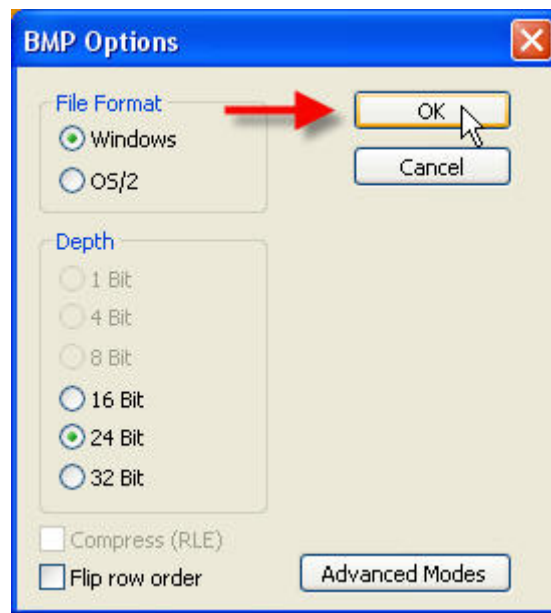 BMP Options
File Format
Windows
OS/2
OK
Cancel
Depth
1 Bit
4 Bit
8 Bit
16 Bit
24 Bit
32 Bit
Compress (RLE)
Flip row order
Advanced Modes